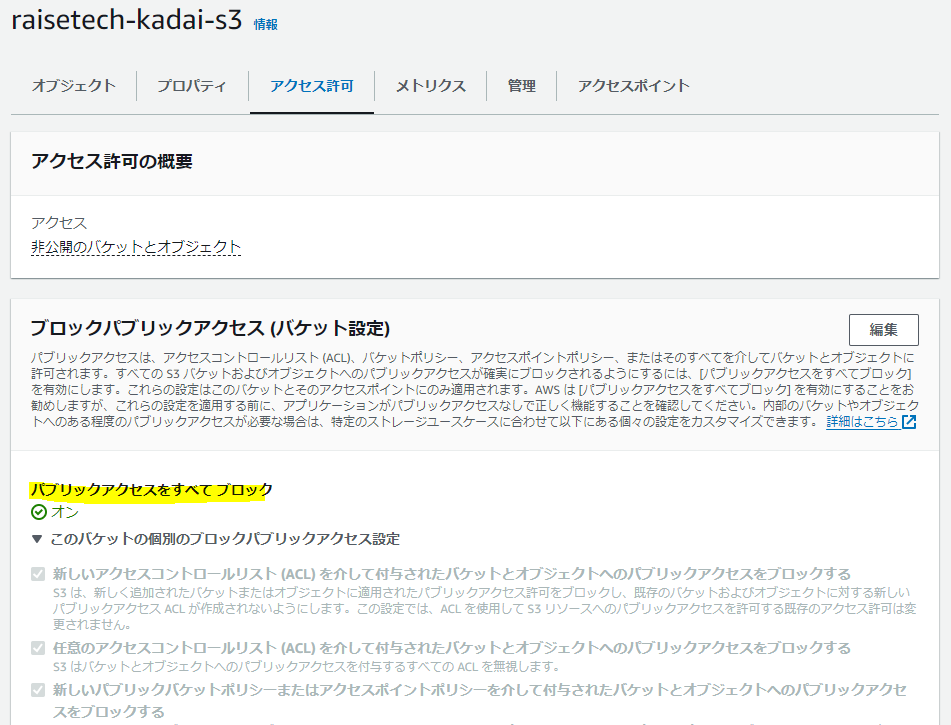 raisetech-kadai-s3 情報
オブジェクト プロパティ アクセス許可 メトリクス 管理 アクセスポイント
アクセス許可の概要
アクセス
非公開のバケットとオブジェクト
ブロックパブリックアクセス (バケット設定)
編集
パブリックアクセスは、アクセスコントロールリスト (ACL)、バケットポリシー、アクセスポイントポリシー、またはそのすべてを介してバケットとオブジェクトに
許可されます。すべての S3 バケットおよびオブジェクトへのパブリックアクセスが確実にブロックされるようにするには、[パブリックアクセスをすべてブロック]
を有効にします。これらの設定はこのバケットとそのアクセスポイントにのみ適用されます。AWS は [パブリックアクセスをすべてブロック] を有効にすることをお
勧めしますが、これらの設定を適用する前に、アプリケーションがパブリックアクセスなしで正しく機能することを確認してください。内部のバケットやオブジェク
トへのある程度のパブリックアクセスが必要な場合は、特定のストレージユースケースに合わせて以下にある個々の設定をカスタマイズできます。 詳細はこちら
パブリックアクセスをすべて ブロック
オン
▼ このバケットの個別のブロックパブリックアクセス設定
新しいアクセスコントロールリスト (ACL) を介して付与されたバケットとオブジェクトへのパブリックアクセスをブロックする
S3 は、新しく追加されたバケットまたはオブジェクトに適用されたパブリックアクセス許可をブロックし、既存のバケットおよびオブジェクトに対する新しい
パブリックアクセス ACL が作成されないようにします。この設定では、ACL を使用して S3 リソースへのパブリックアクセスを許可する既存のアクセス許可は変
更されません。
任意のアクセスコントロールリスト (ACL) を介して付与されたバケットとオブジェクトへのパブリックアクセスをブロックする
S3 はバケットとオブジェクトへのパブリックアクセスを付与するすべての ACL を無視します。
新しいパブリックバケットポリシーまたはアクセスポイントポリシーを介して付与されたバケットとオブジェクトへのパブリックアクセ
スをブロックする